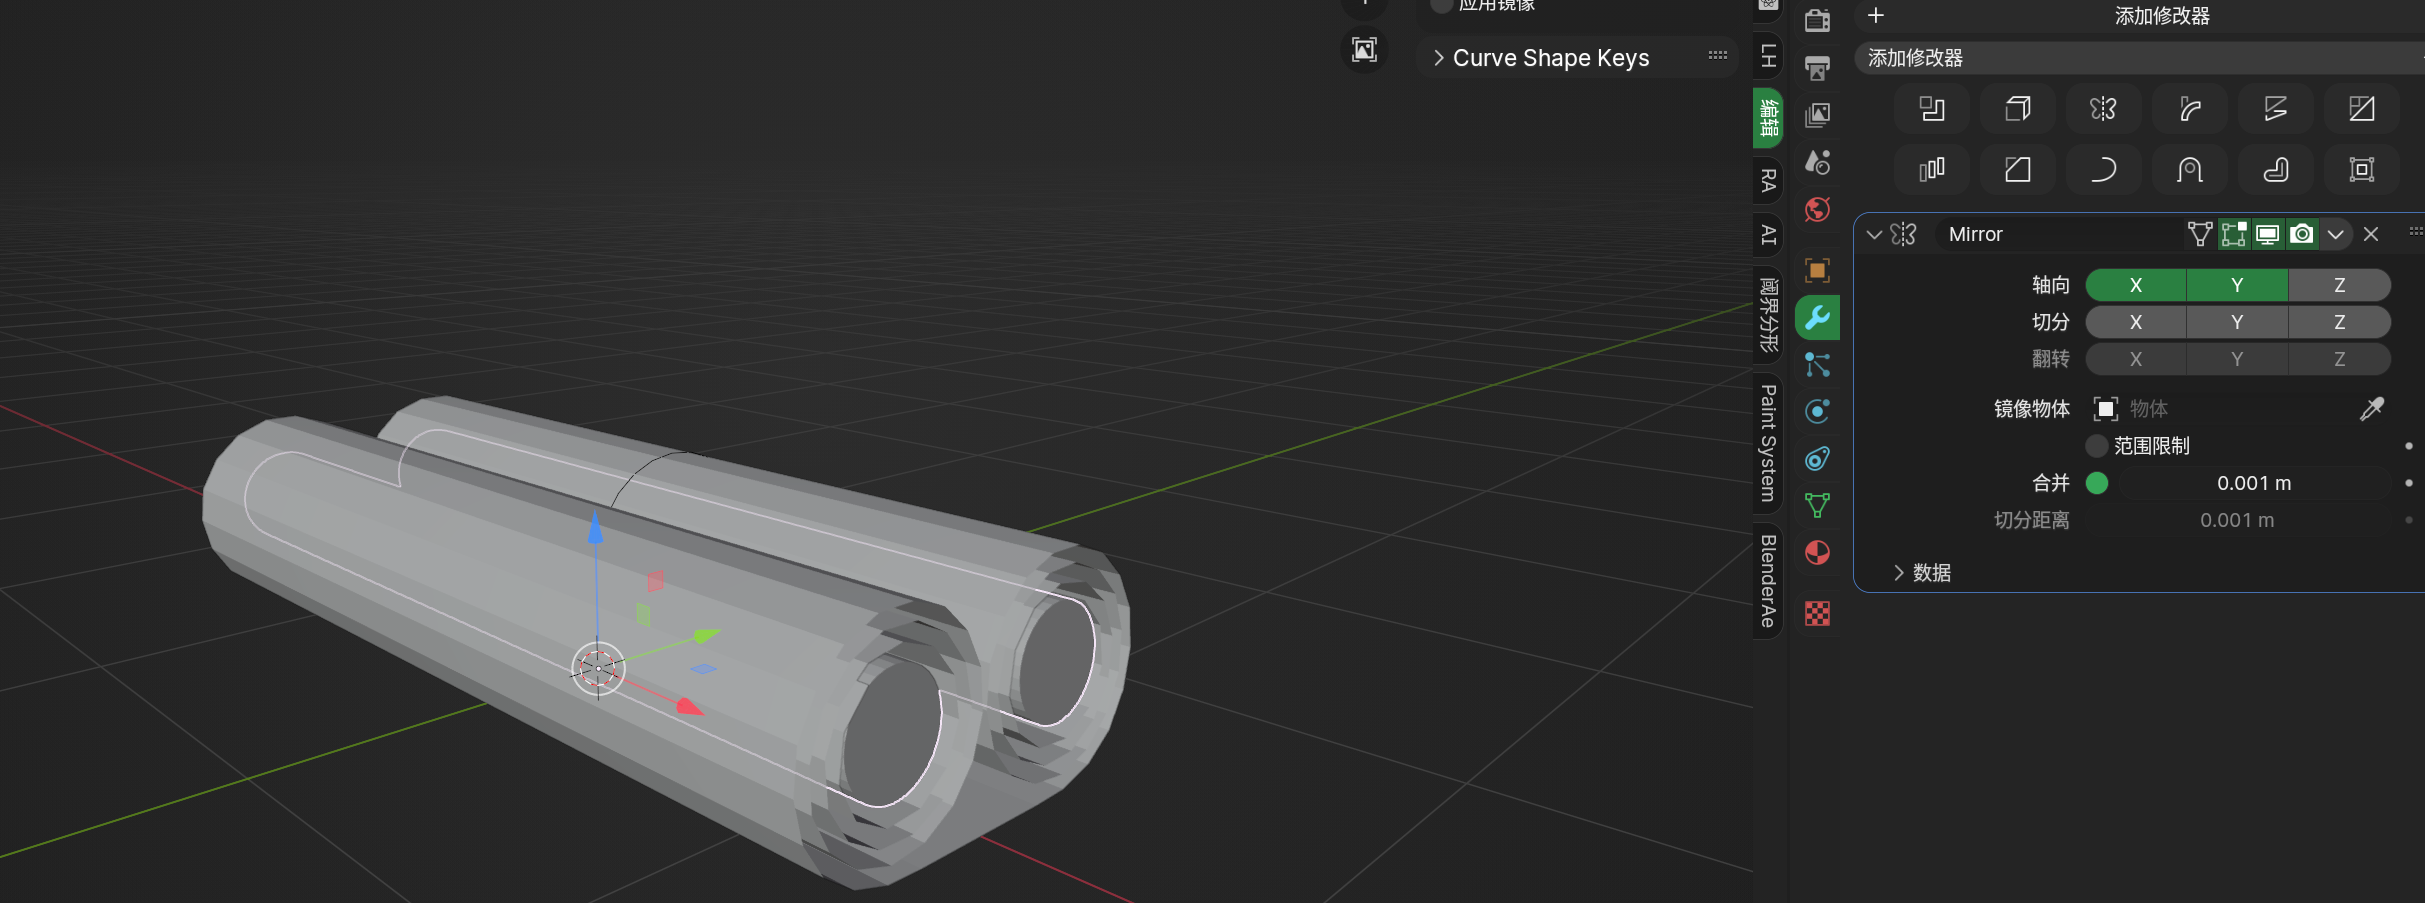 应用镜像
Curve Shape Keys
LH
编辑
RA
AI
阈界分形
Paint System
BlenderAe
添加修改器
添加修改器
Mirror
轴向 X Y Z
切分 X Y Z
翻转 X Y Z
镜像物体 物体
范围限制
合并 0.001 m
切分距离 0.001 m
数据